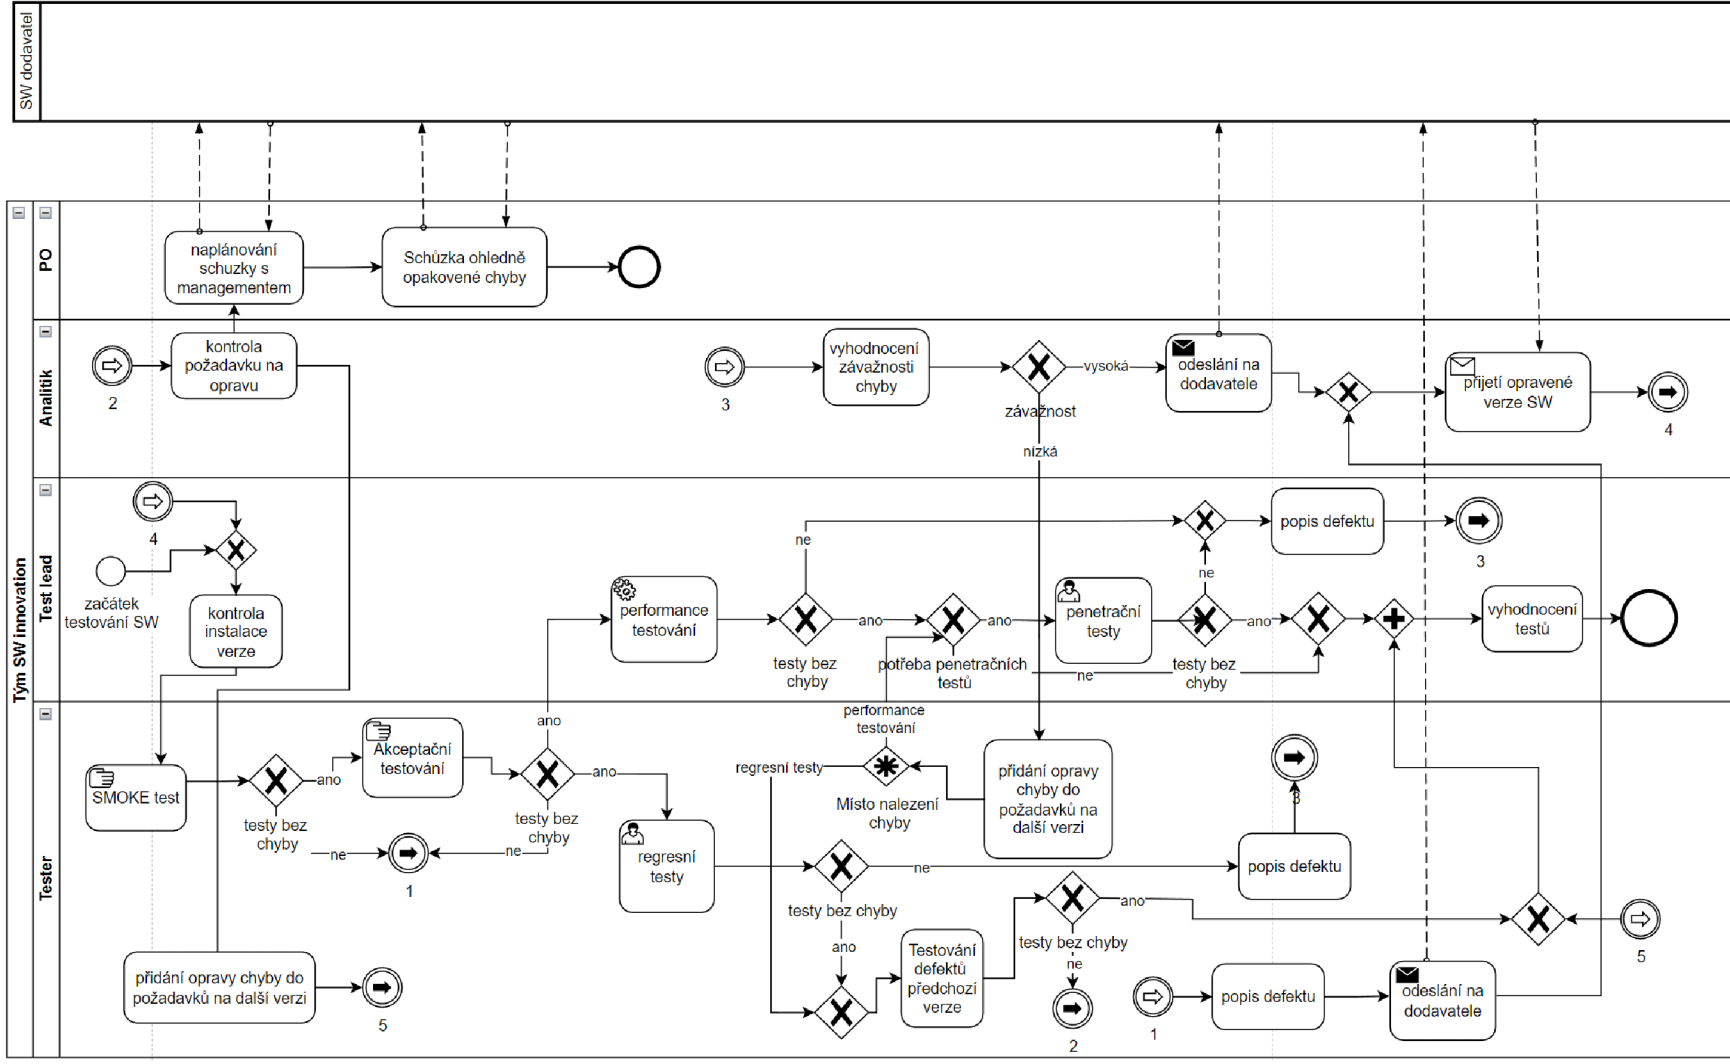 SW dodavatel
Tým SW innovation
PO
naplánování
schuzky s
managementem
Schůzka ohledně
opakovené chyby
Analitik
2
kontrola
požadavku na
opravu
3
vyhodnocení
závažnosti
chyby
závažnost
vysoká
nízká
odeslání na
dodavatele
přijetí opravené
verze SW
4
Test lead
4
začátek
testování SW
kontrola
instalace
verze
performance
testování
ne
testy bez
chyby
ano
potřeba penetračních
testů
ano
ne
penetrační
testy
ne
testy bez
chyby
ano
popis defektu
3
vyhodnocení
testů
Tester
SMOKE test
testy bez
chyby
ano
ne
1
Akceptační
testování
testy bez
chyby
ano
ano
ne
regresní
testy
performance
testování
regresní testy
Místo nalezení
chyby
přidání opravy
chyby do
požadavků na
další verzi
testy bez chyby
ne
ano
popis defektu
3
Testování
defektů
předchozí
verze
testy bez chyby
ano
ne
2
5
přidání opravy chyby do
požadavků na další verzi
5
1
popis defektu
odeslání na
dodavatele